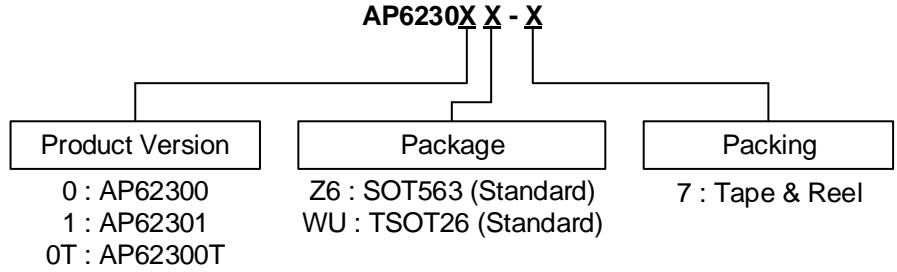 AP6230X X - X
Product Version
Package
Packing
0 : AP62300
1 : AP62301
0T : AP62300T
Z6 : SOT563 (Standard)
WU : TSOT26 (Standard)
7 : Tape & Reel